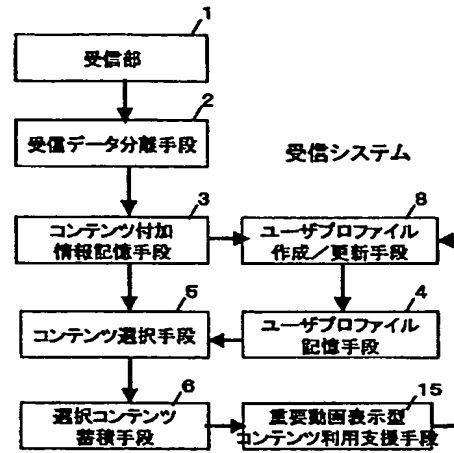 1
受信部
2
受信データ分離手段
受信システム
3
コンテンツ付加
情報記憶手段
8
ユーザプロファイル
作成/更新手段
5
コンテンツ選択手段
4
ユーザプロファイル
記憶手段
6
選択コンテンツ
蓄積手段
15
重要動画表示型
コンテンツ利用支援手段